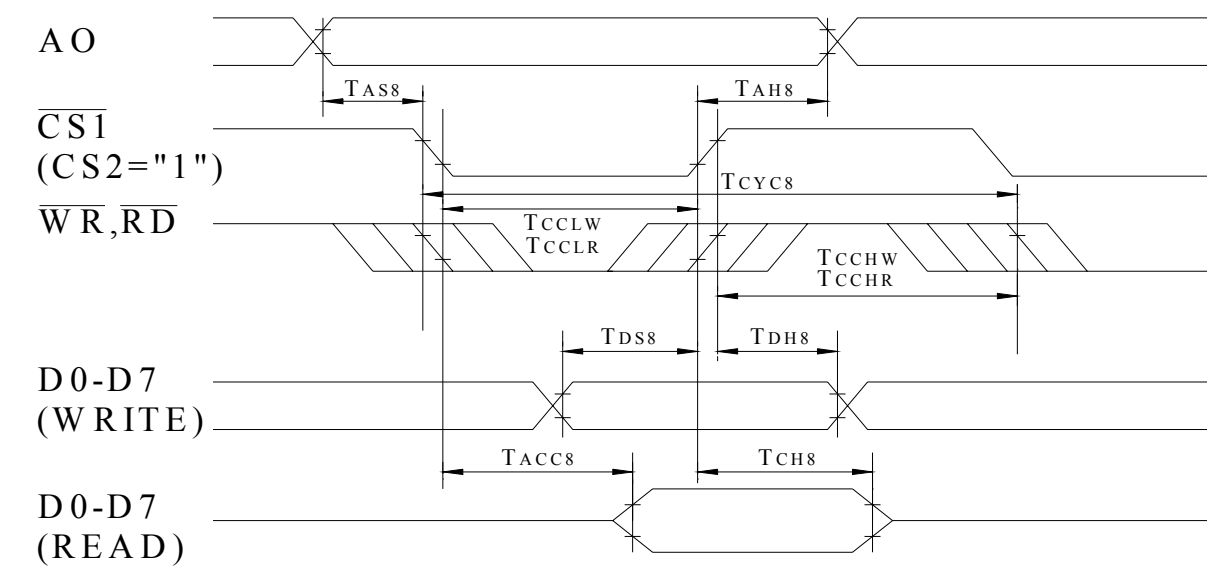 AO
TAS8
TAH8
CS1
(CS2="1")
TCYC8
WR,RD
TCCLW
TCCLR
TCCHW
TCCHR
TDS8
TDH8
D0-D7
(WRITE)
TACC8
TCH8
D0-D7
(READ)